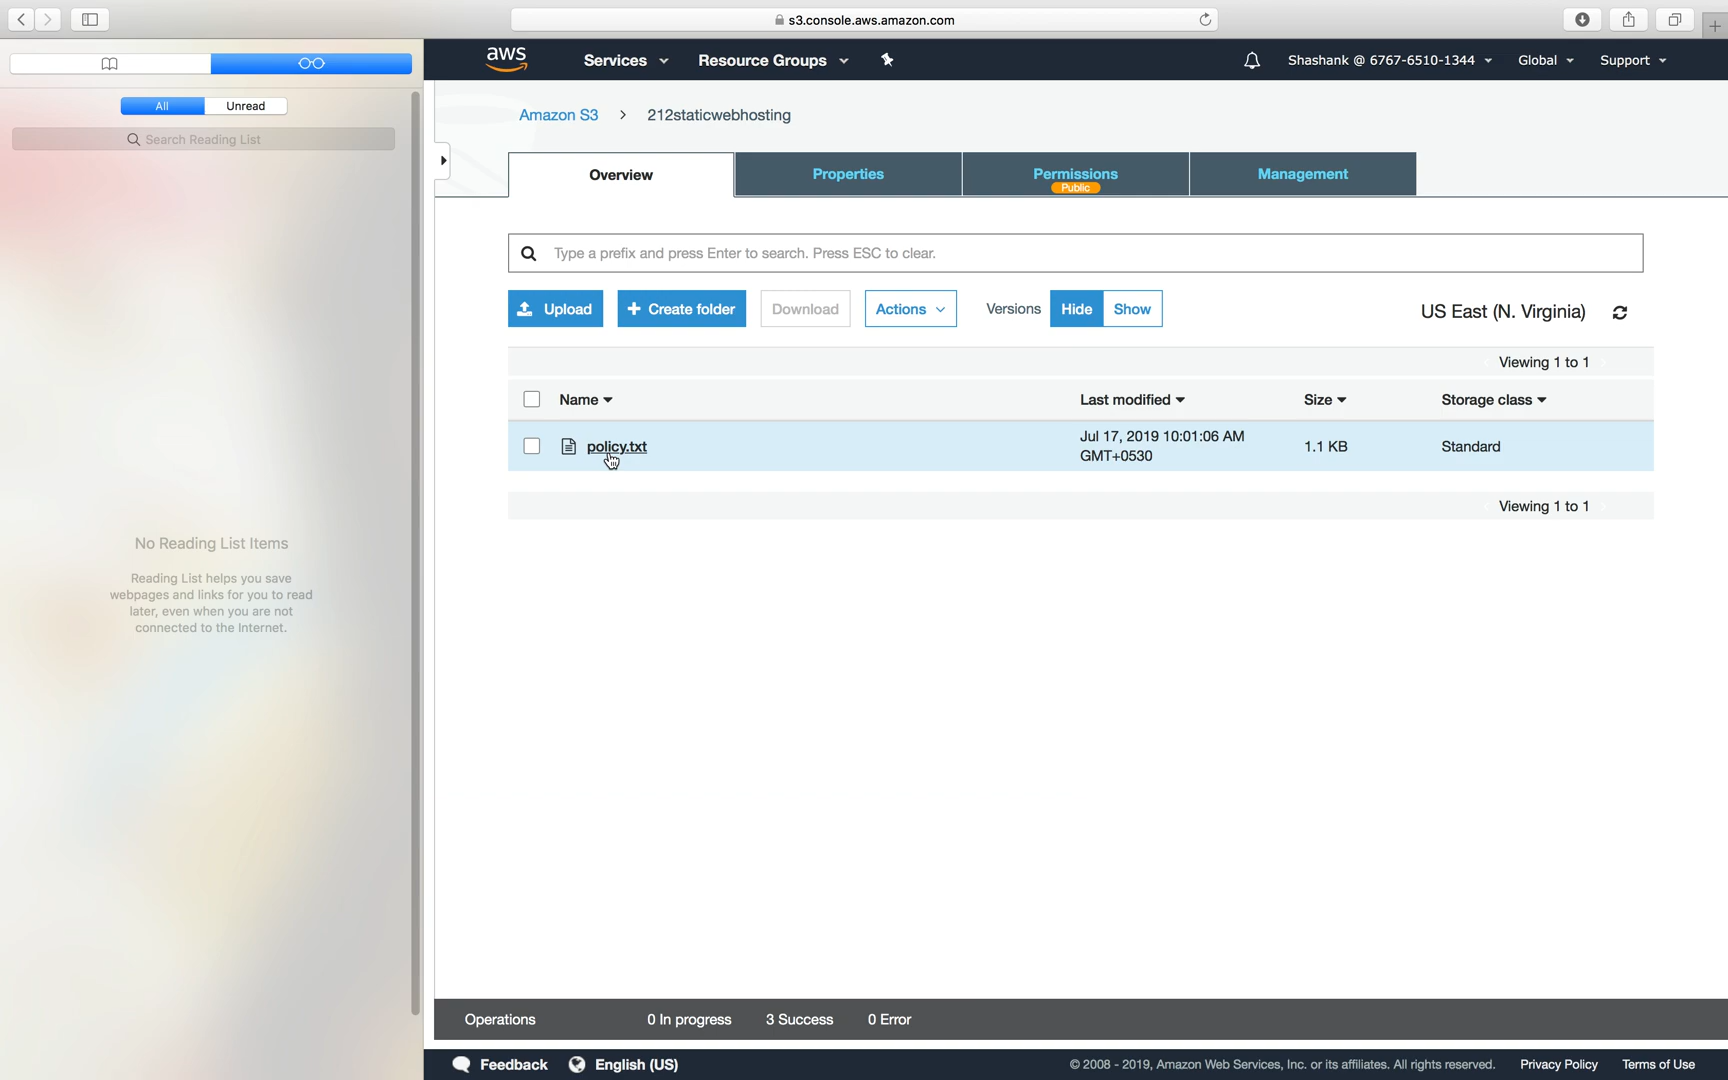 s3.console.aws.amazon.com
All Unread
Search Reading List
No Reading List Items
Reading List helps you save
webpages and links for you to read
later, even when you are not
connected to the Internet.
aws Services Resource Groups Shashank @ 6767-6510-1344 Global Support
Amazon S3 > 212staticwebhosting
Overview Properties Permissions Management
Public
Type a prefix and press Enter to search. Press ESC to clear.
Upload + Create folder Download Actions Versions Hide Show US East (N. Virginia)
Viewing 1 to 1
Name Last modified Size Storage class
policy.txt Jul 17, 2019 10:01:06 AM 1.1 KB Standard
GMT+0530
Viewing 1 to 1
Operations 0 In progress 3 Success 0 Error
Feedback English (US) © 2008 - 2019, Amazon Web Services, Inc. or its affiliates. All rights reserved. Privacy Policy Terms of Use